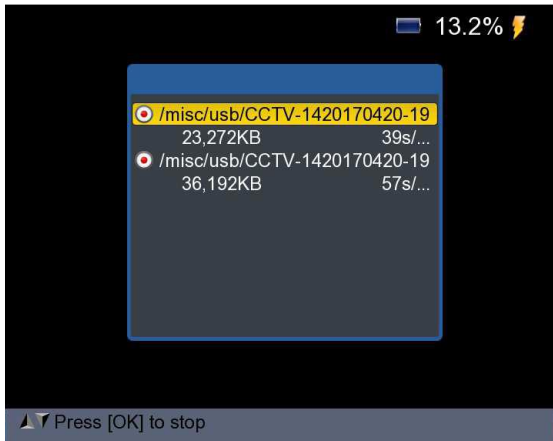 13.2%
/misc/usb/CCTV-1420170420-19
23,272KB 39s/...
/misc/usb/CCTV-1420170420-19
36,192KB 57s/...
Press [OK] to stop